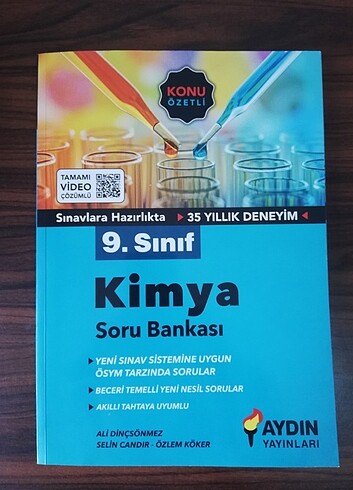 KONU
ÖZETLİ
TAMAMI
VİDEO
ÇÖZÜMLÜ
Sınavlara Hazırlıkta ▸ 35 YILLIK DENEYİM ◂
9. Sınıf
Kimya
Soru Bankası
▸ YENİ SINAV SİSTEMİNE UYGUN
ÖSYM TARZINDA SORULAR
▸ BECERİ TEMELLİ YENİ NESİL SORULAR
▸ AKILLI TAHTAYA UYUMLU
ALİ DİNÇSÖNMEZ
SELİN CANDIR - ÖZLEM KÖKER
AYDIN
YAYINLARI